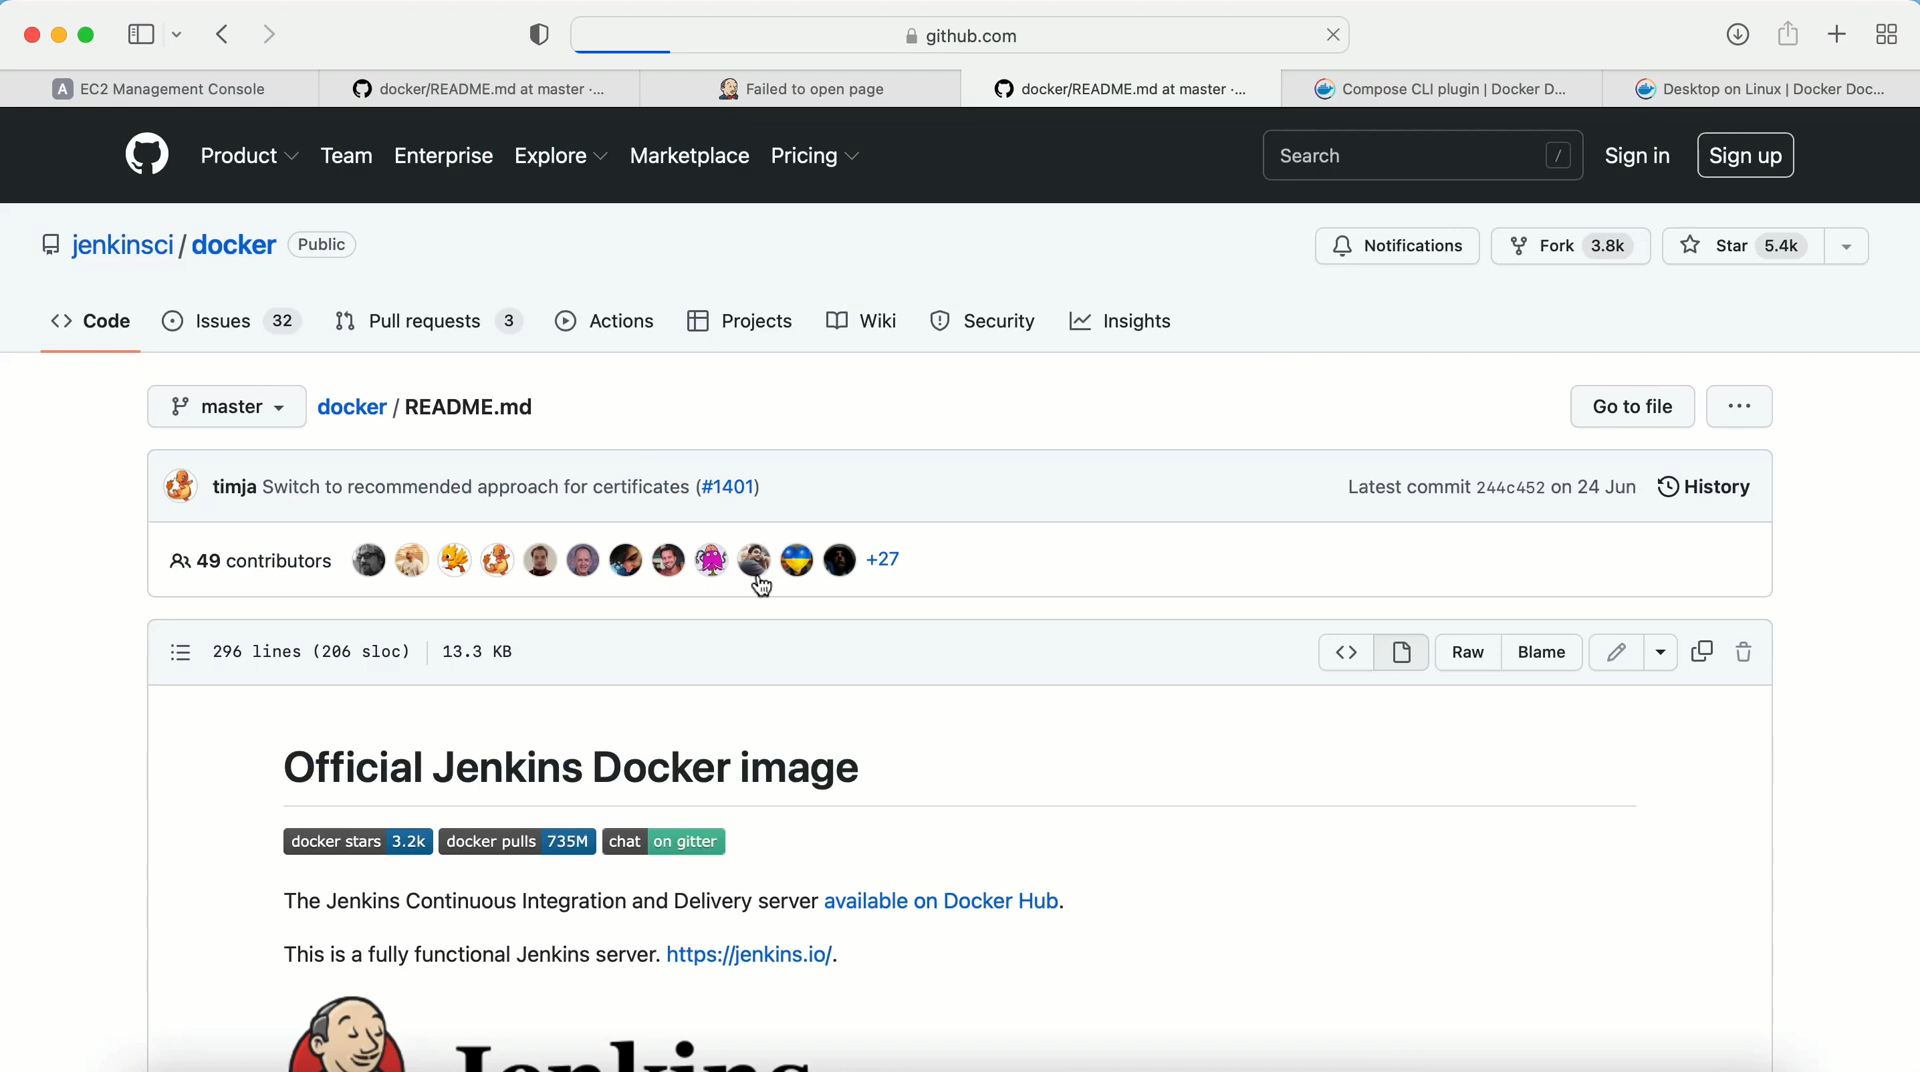 github.com
A EC2 Management Console
docker/README.md at master ·...
Failed to open page
docker/README.md at master ·...
Compose CLI plugin | Docker D...
Desktop on Linux | Docker Doc...
Product Team Enterprise Explore Marketplace Pricing
Search /
Sign in
Sign up
jenkinsci / docker Public
Notifications
Fork 3.8k
Star 5.4k
Code
Issues 32
Pull requests 3
Actions
Projects
Wiki
Security
Insights
master
docker / README.md
Go to file
timja Switch to recommended approach for certificates (#1401)
Latest commit 244c452 on 24 Jun
History
49 contributors
+27
296 lines (206 sloc) 13.3 KB
Raw
Blame
Official Jenkins Docker image
docker stars 3.2k
docker pulls 735M
chat on gitter
The Jenkins Continuous Integration and Delivery server available on Docker Hub.
This is a fully functional Jenkins server. https://jenkins.io/.
Jenkins